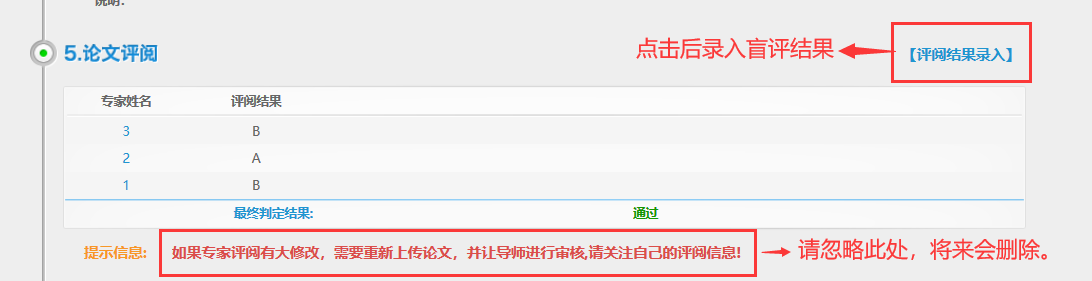 说明:
5.论文评阅
点击后录入盲评结果
【评阅结果录入】
专家姓名 评阅结果
3 B
2 A
1 B
最终判定结果: 通过
提示信息: 如果专家评阅有大修改，需要重新上传论文，并让导师进行审核,请关注自己的评阅信息! 请忽略此处，将来会删除。